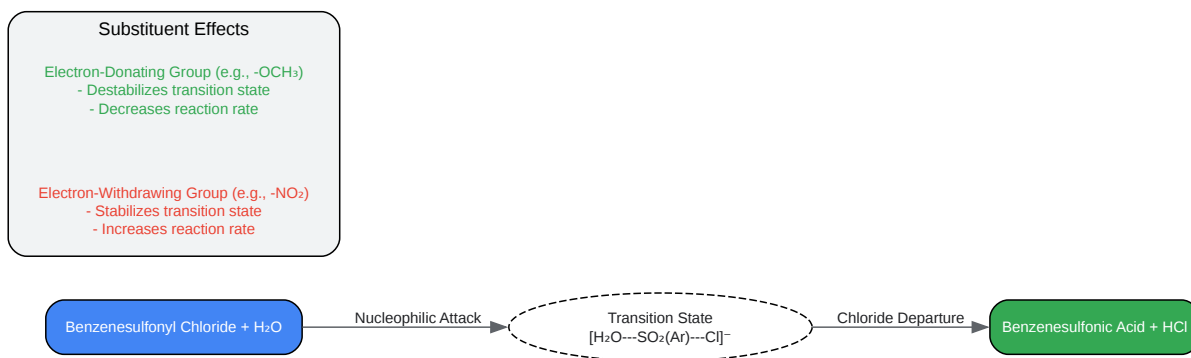 Substituent Effects
Electron-Donating Group (e.g., -OCH₃)
- Destabilizes transition state
- Decreases reaction rate
Electron-Withdrawing Group (e.g., -NO₂)
- Stabilizes transition state
- Increases reaction rate
Benzenesulfonyl Chloride + H₂O
Nucleophilic Attack
Transition State
[H₂O---SO₂(Ar)---Cl]⁻
Chloride Departure
Benzenesulfonic Acid + HCl